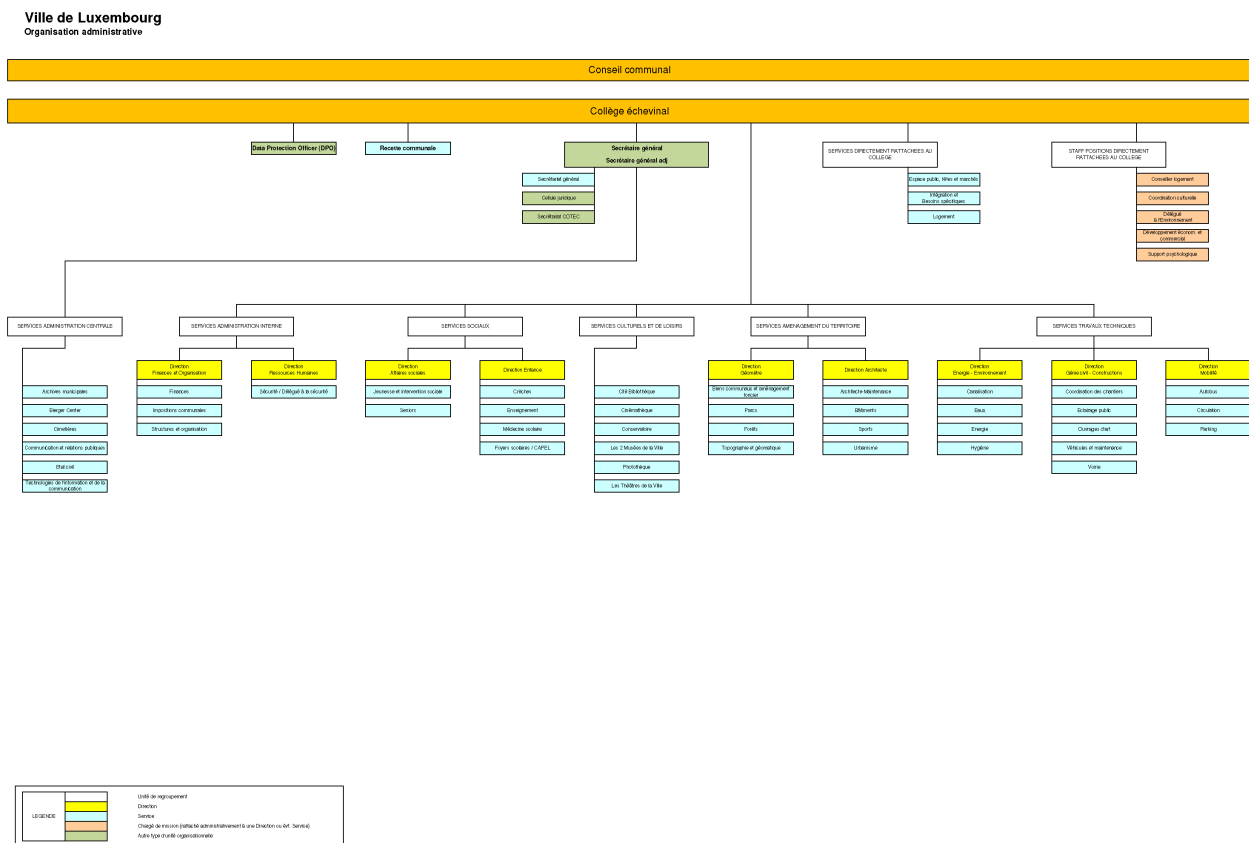 Ville de Luxembourg
Organisation administrative
Conseil communal
Collège échevinal
Data Protection Officer (DPO)
Recette communale
Secrétaire général
Secrétaire général adj
SERVICES DIRECTEMENT RATTACHEES AU
COLLEGE
STAFF POSITIONS DIRECTEMENT
RATTACHEES AU COLLEGE
Secrétariat général
Cellule juridique
Secrétariat COTEC
Espace public, fêtes et marchés
Intégration et
Besoins spécifiques
Logement
Conseiller logement
Coordination culturelle
Délégué
à l'Environnement
Développement économ. et
commercial
Support psychologique
SERVICES ADMINISTRATION CENTRALE
SERVICES ADMINISTRATION INTERNE
SERVICES SOCIAUX
SERVICES CULTURELS ET DE LOISIRS
SERVICES AMENAGEMENT DU TERRITOIRE
SERVICES TRAVAUX TECHNIQUES
Direction
Finances et Organisation
Direction
Ressources Humaines
Direction
Affaires sociales
Direction Enfance
Direction
Géomètre
Direction Architecte
Direction
Energie - Environnement
Direction
Génie civil - Constructions
Direction
Mobilité
Archives municipales
Bierger Center
Cimetières
Communication et relations publiques
Etat civil
Technologies de l'information et de la
communication
Finances
Impositions communales
Structures et organisation
Sécurité / Délégué à la sécurité
Jeunesse et intervention sociale
Seniors
Crèches
Enseignement
Médecine scolaire
Foyers scolaires / CAPEL
Cité Bibliothèque
Cinémathèque
Conservatoire
Les 2 Musées de la Ville
Photothèque
Les Théâtres de la Ville
Biens communaux et aménagement
foncier
Parcs
Forêts
Topographie et géomatique
Architecte-Maintenance
Bâtiments
Sports
Urbanisme
Canalisation
Eaux
Energie
Hygiène
Coordination des chantiers
Eclairage public
Ouvrages d'art
Véhicules et maintenance
Voirie
Autobus
Circulation
Parking
LEGENDE
Unité de regroupement
Direction
Service
Chargé de mission (rattaché administrativement à une Direction ou évt. Service)
Autre type d'unité organisationnelle